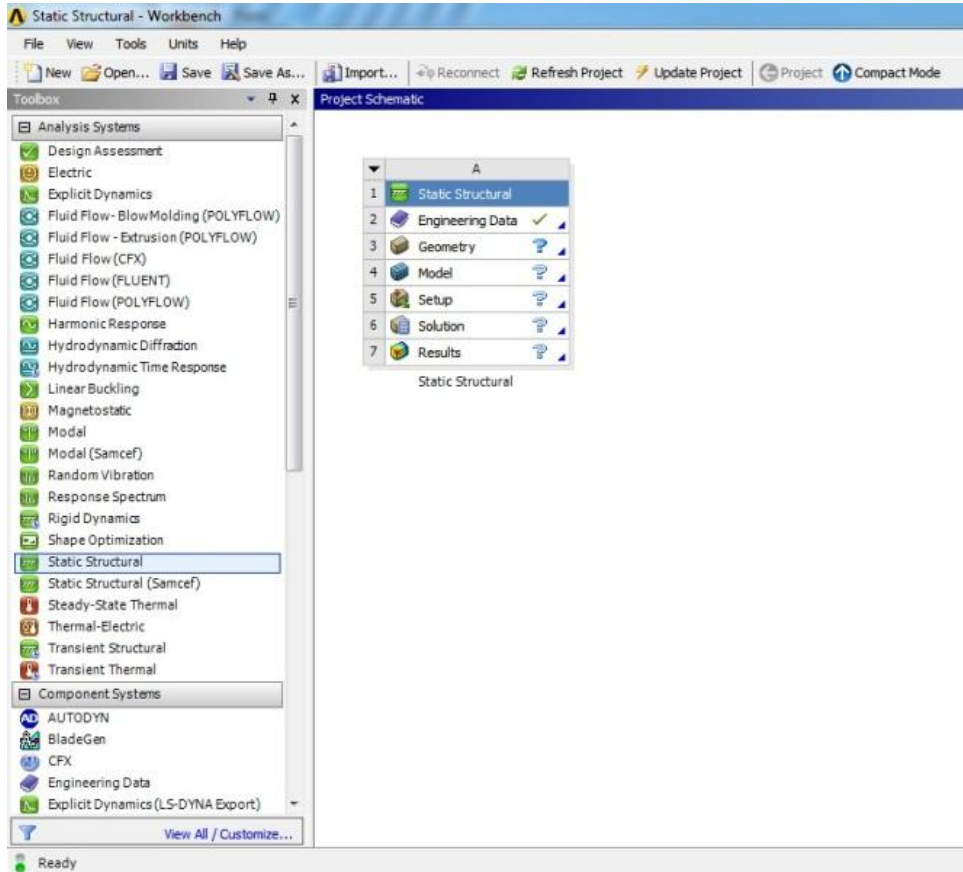 Static Structural - Workbench
File View Tools Units Help
New Open... Save Save As... Import... Reconnect Refresh Project Update Project Project Compact Mode
Toolbox
Project Schematic
Analysis Systems
Design Assessment
Electric
Explicit Dynamics
Fluid Flow- BlowMolding (POLYFLOW)
Fluid Flow - Extrusion (POLYFLOW)
Fluid Flow (CFX)
Fluid Flow (FLUENT)
Fluid Flow (POLYFLOW)
Harmonic Response
Hydrodynamic Diffraction
Hydrodynamic Time Response
Linear Buckling
Magnetostatic
Modal
Modal (Samcef)
Random Vibration
Response Spectrum
Rigid Dynamics
Shape Optimization
Static Structural
Static Structural (Samcef)
Steady-State Thermal
Thermal-Electric
Transient Structural
Transient Thermal
Component Systems
AUTODYN
BladeGen
CFX
Engineering Data
Explicit Dynamics (LS-DYNA Export)
View All / Customize...
A
1 Static Structural
2 Engineering Data
3 Geometry
4 Model
5 Setup
6 Solution
7 Results
Static Structural
Ready